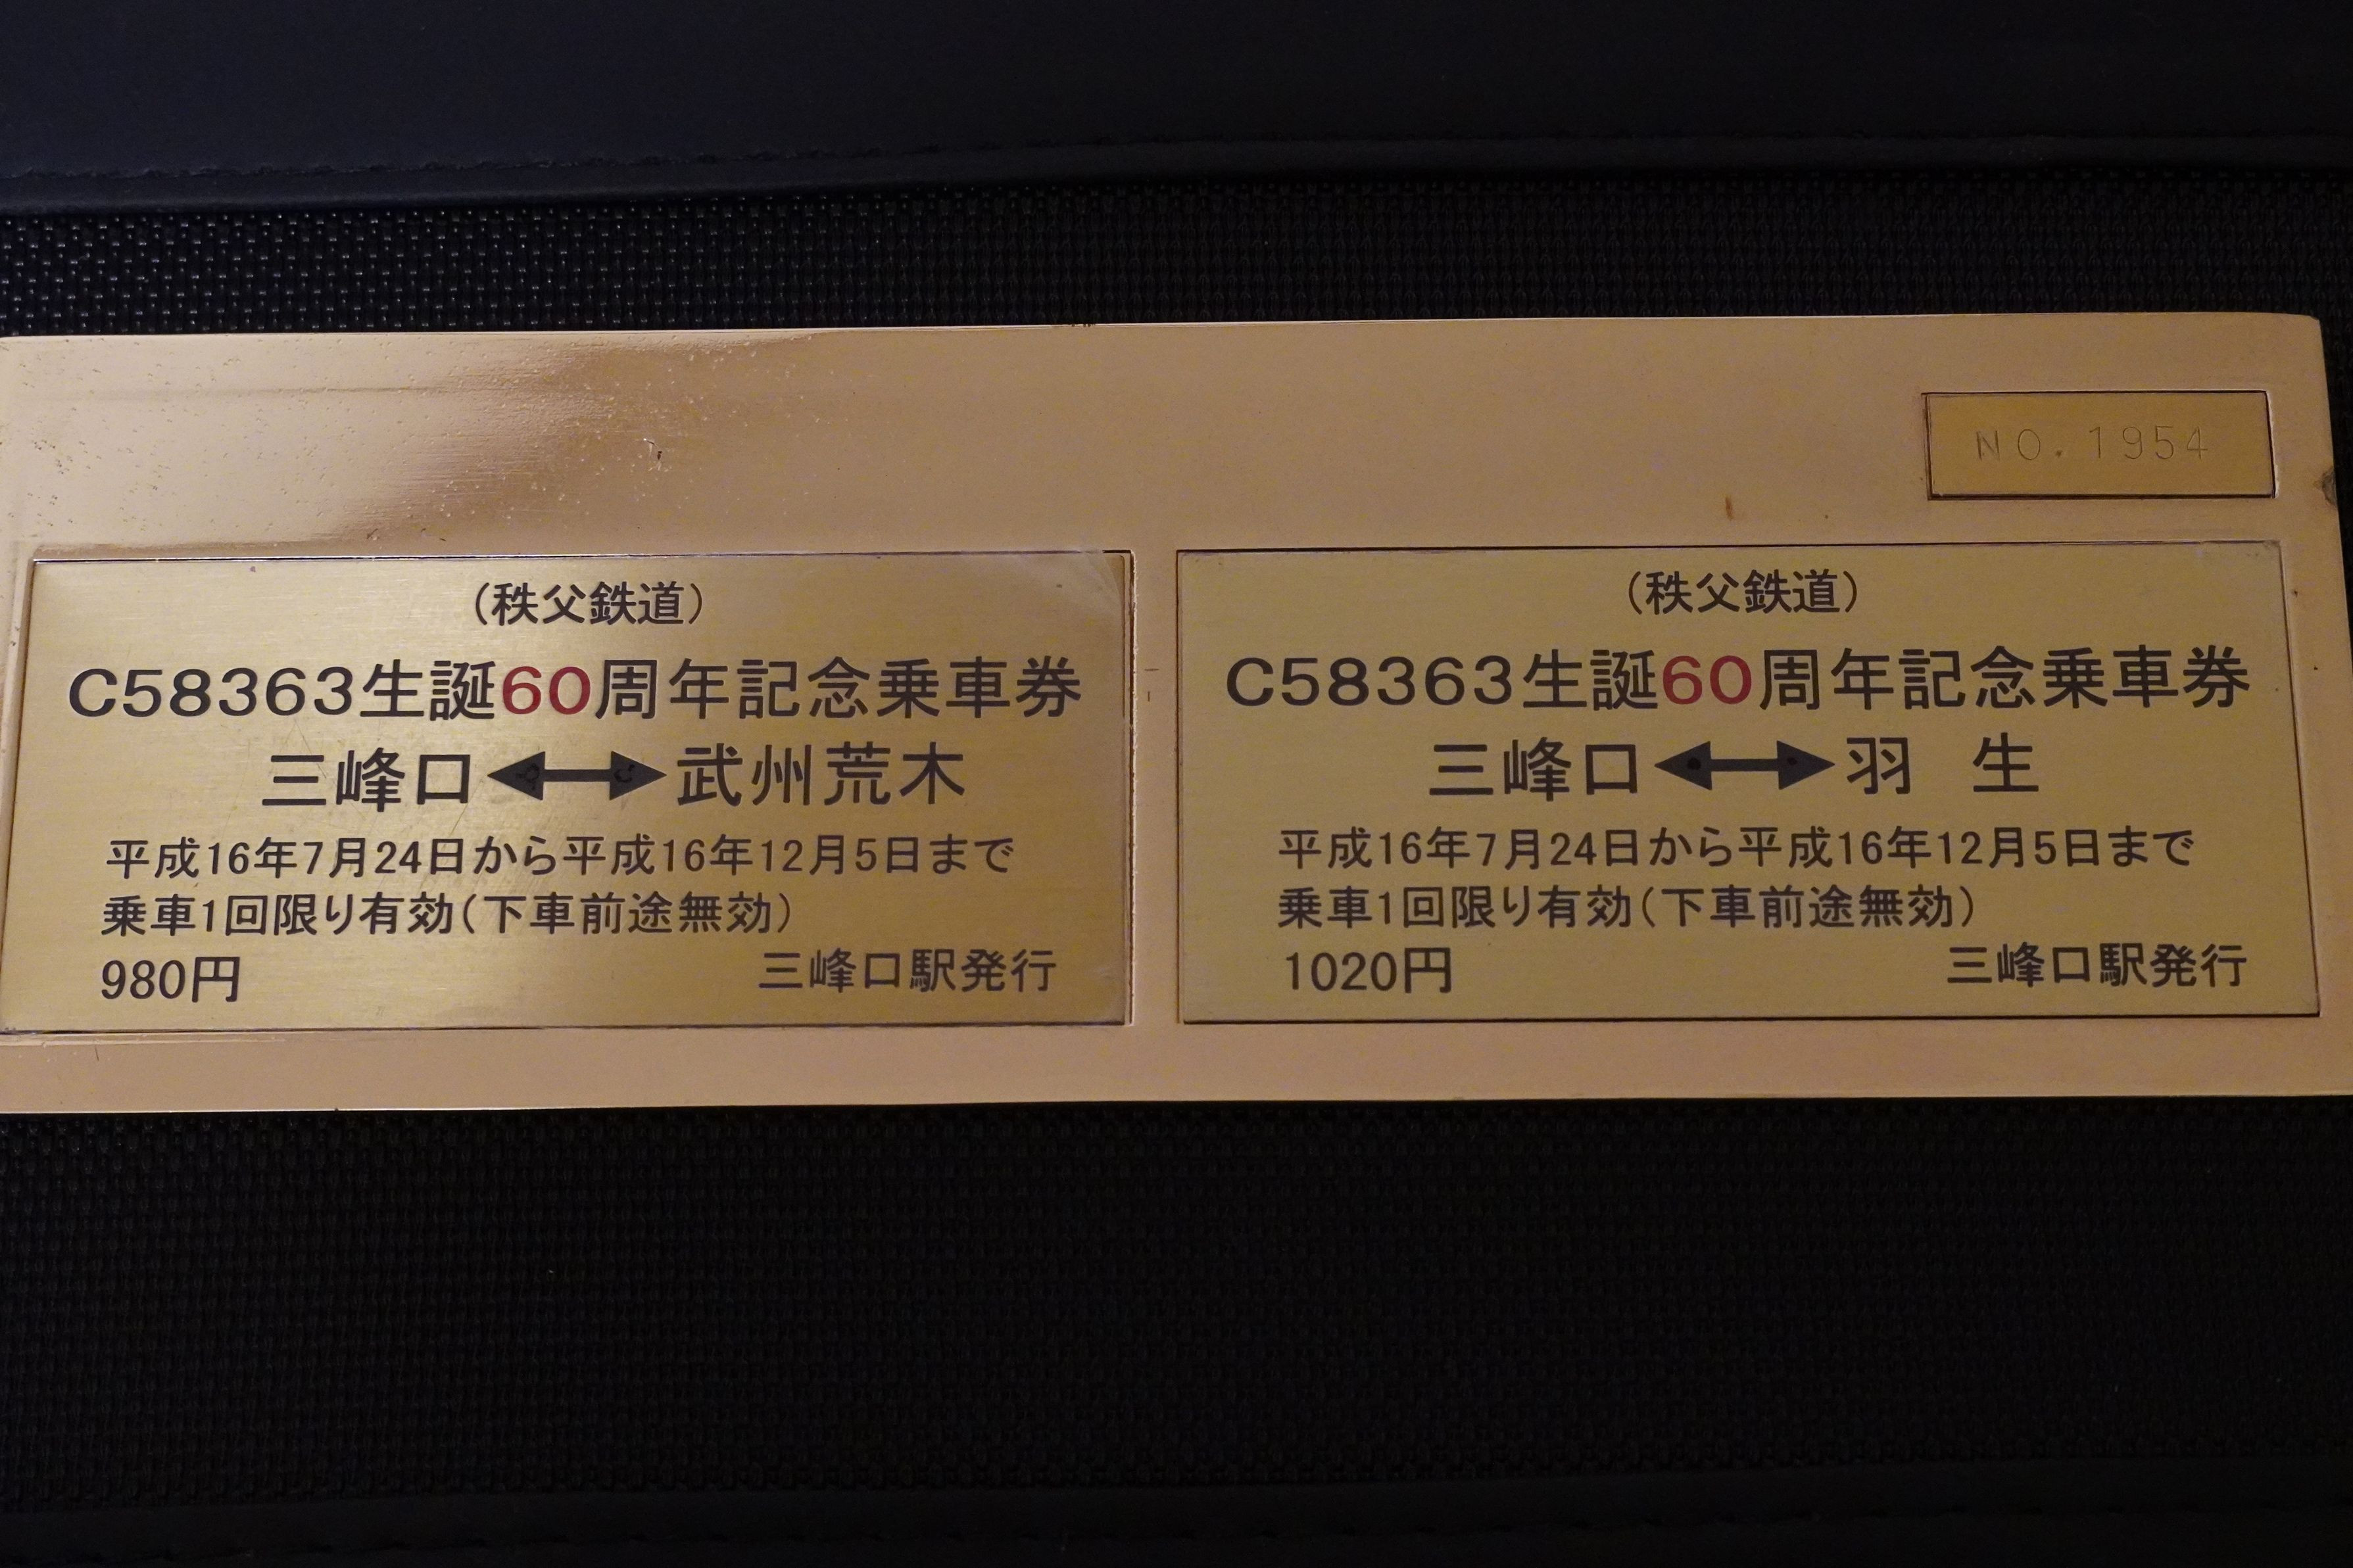 NO.1954
（秩父鉄道）
C58363生誕60周年記念乗車券
三峰口↔武州荒木
平成16年7月24日から平成16年12月5日まで
乗車1回限り有効（下車前途無効）
980円 三峰口駅発行
（秩父鉄道）
C58363生誕60周年記念乗車券
三峰口↔羽 生
平成16年7月24日から平成16年12月5日まで
乗車1回限り有効（下車前途無効）
1020円 三峰口駅発行